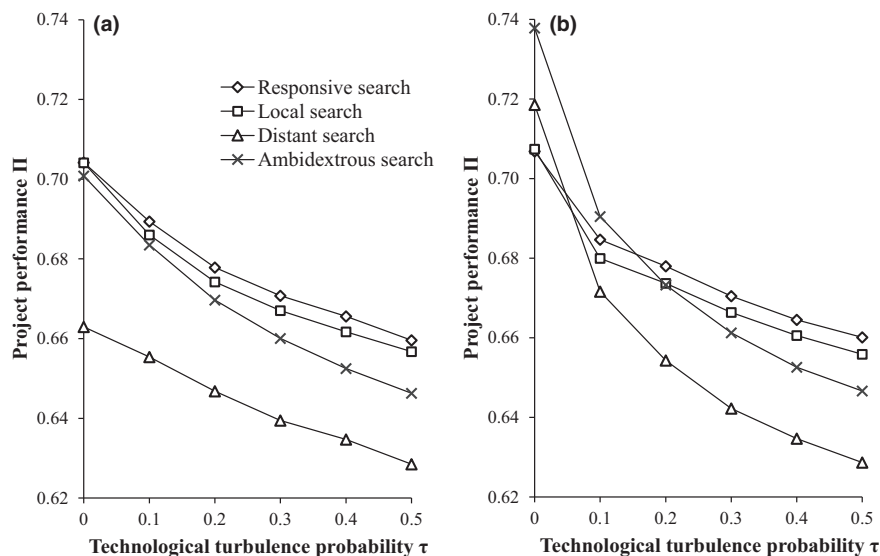 (a)
Project performance Π
0.74
0.72
0.70
0.68
0.66
0.64
0.62
Responsive search
Local search
Distant search
Ambidextrous search
0 0.1 0.2 0.3 0.4 0.5
Technological turbulence probability τ
(b)
Project performance Π
0.74
0.72
0.70
0.68
0.66
0.64
0.62
0 0.1 0.2 0.3 0.4 0.5
Technological turbulence probability τ